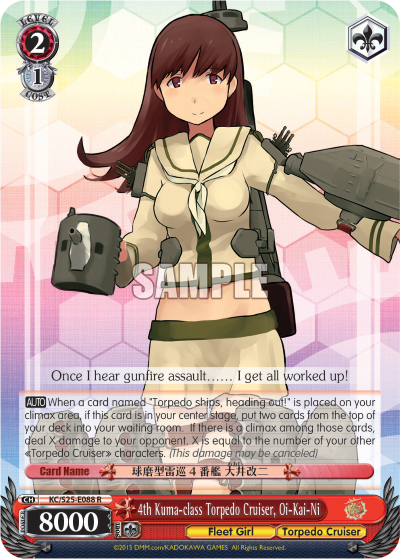 LEVEL
2
1
COST
SAMPLE
Once I hear gunfire assault…… I get all worked up!
AUTO When a card named "Torpedo ships, heading out!" is placed on your
climax area, if this card is in your center stage, put two cards from the top of
your deck into your waiting room. If there is a climax among those cards,
deal X damage to your opponent. X is equal to the number of your other
«Torpedo Cruiser» characters. (This damage may be canceled)
Card Name 球磨型雷巡4番艦 大井改二
CH KC/S25-E088 R
4th Kuma-class Torpedo Cruiser, Oi-Kai-Ni
POWER 8000 SOUL
Fleet Girl Torpedo Cruiser
©2015 DMM.com/KADOKAWA GAMES All Rights Reserved.